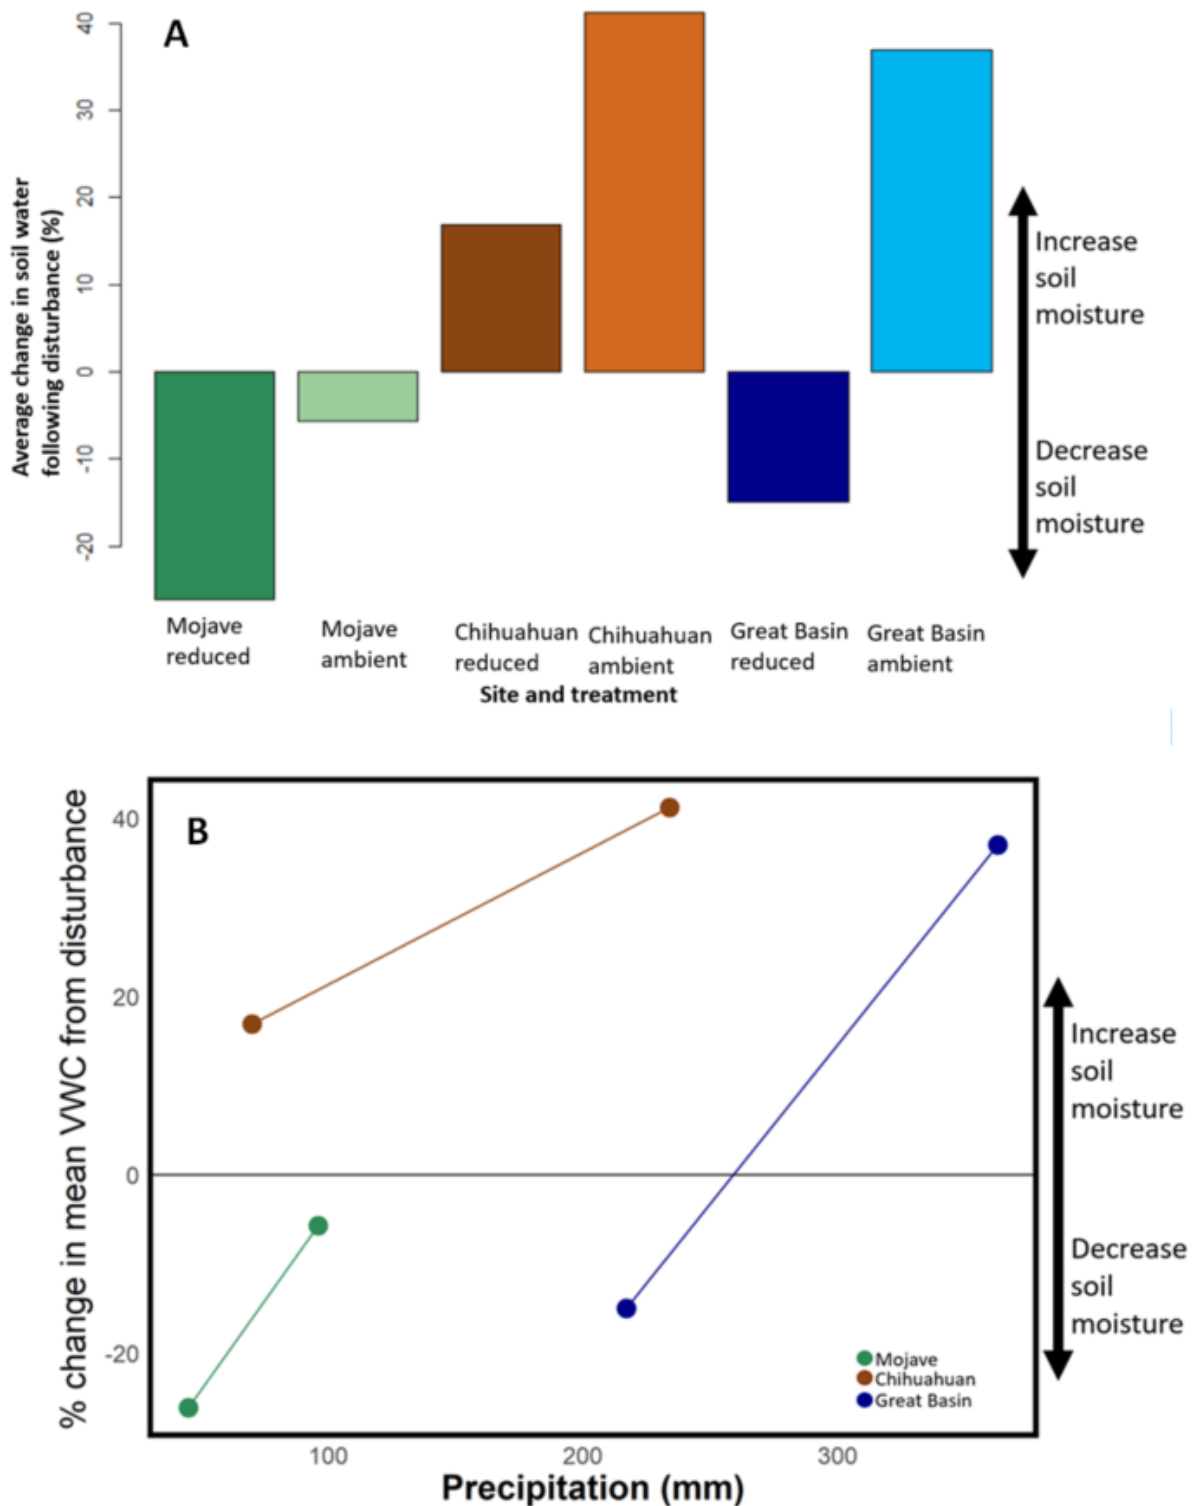 A
Average change in soil water
following disturbance (%)
40
30
20
10
0
-10
-20
Increase
soil
moisture
Decrease
soil
moisture
Mojave
reduced
Mojave
ambient
Chihuahuan
reduced
Chihuahuan
ambient
Great Basin
reduced
Great Basin
ambient
Site and treatment
B
% change in mean VWC from disturbance
40
20
0
-20
Increase
soil
moisture
Decrease
soil
moisture
Mojave
Chihuahuan
Great Basin
100
200
300
Precipitation (mm)